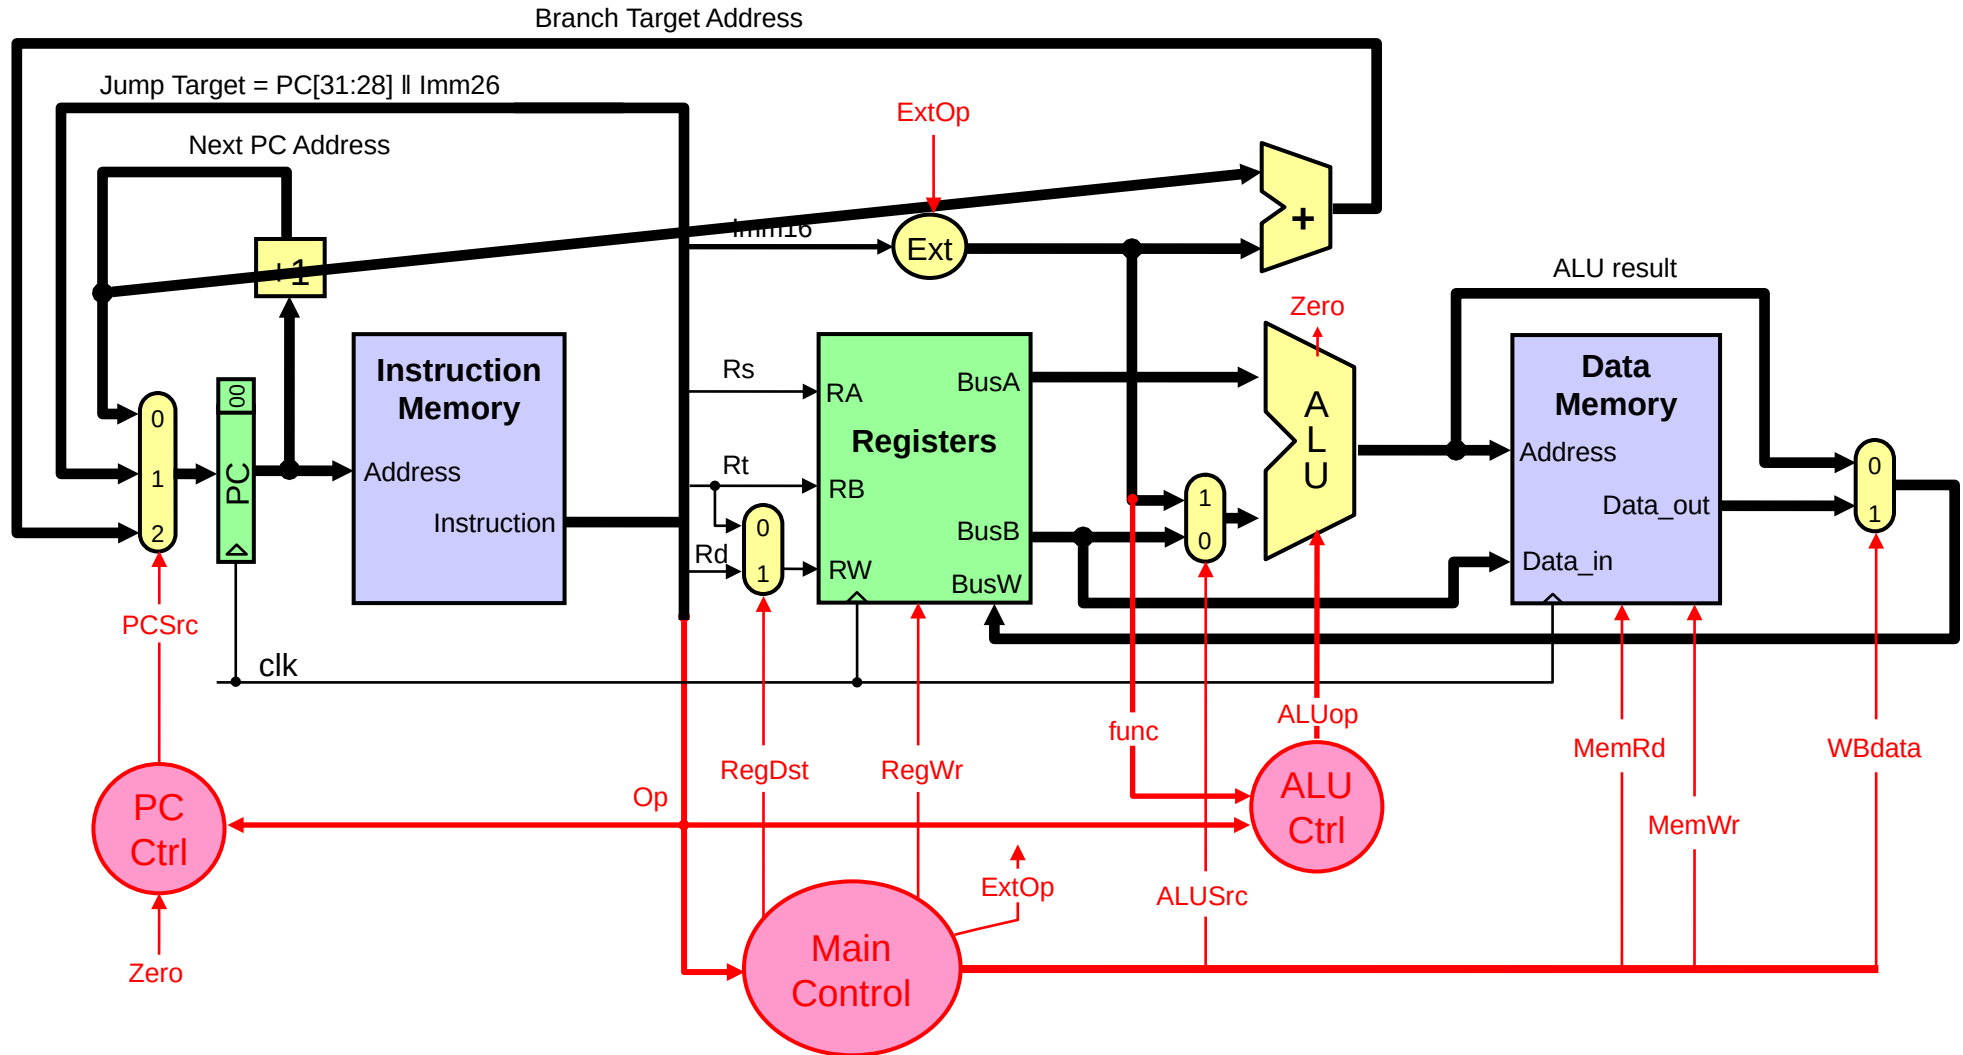 Branch Target Address
Jump Target = PC[31:28] ‖ Imm26
Next PC Address
ExtOp
+
Imm16
Ext
+1
ALU result
Zero
Instruction
Memory
Address
Instruction
00
PC
0
1
2
Rs
Rt
Rd
0
1
RA
RB
RW
Registers
BusA
BusB
BusW
1
0
A
L
U
Data
Memory
Address
Data_out
Data_in
0
1
PCSrc
clk
func
ALUop
RegDst
RegWr
MemRd
WBdata
Op
PC
Ctrl
ALU
Ctrl
MemWr
ExtOp
ALUSrc
Main
Control
Zero